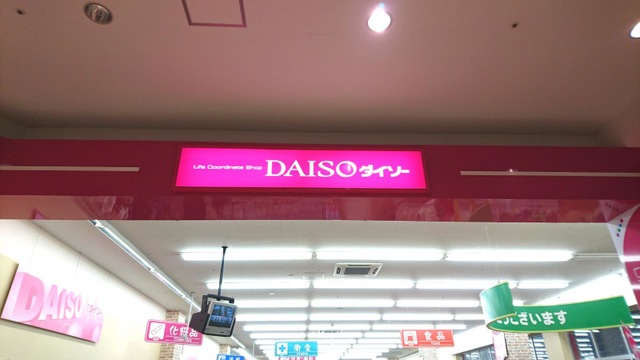 Life Coordinate Shop DAISO ダイソー
DAISO
化粧品
衛生
食品
ございます